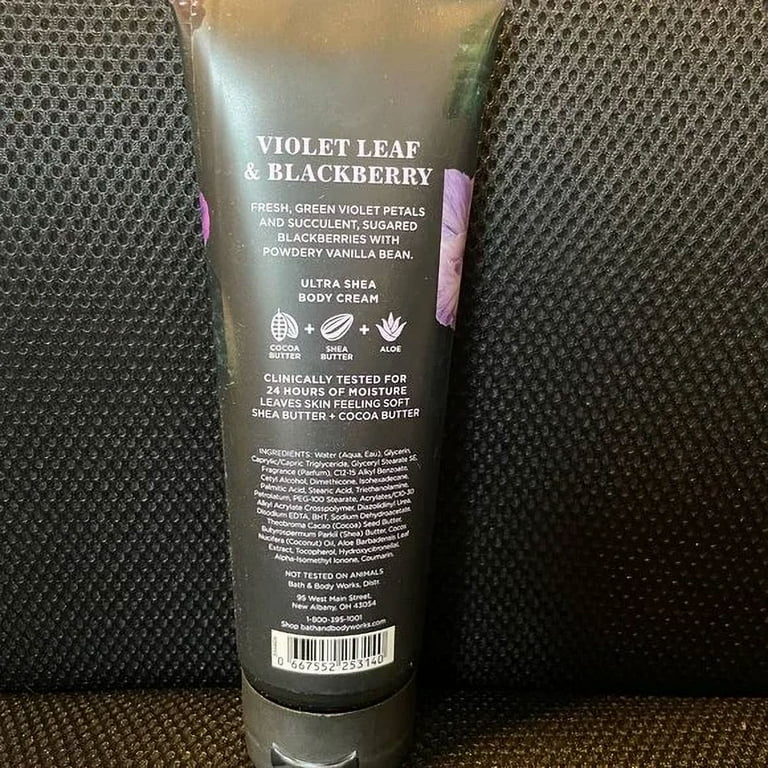 VIOLET LEAF
& BLACKBERRY
FRESH, GREEN VIOLET PETALS
AND SUCCULENT, SUGARED
BLACKBERRIES WITH
POWDERY VANILLA BEAN.
ULTRA SHEA
BODY CREAM
COCOA BUTTER + SHEA BUTTER + ALOE
CLINICALLY TESTED FOR
24 HOURS OF MOISTURE
LEAVES SKIN FEELING SOFT
SHEA BUTTER + COCOA BUTTER
INGREDIENTS: Water (Aqua, Eau), Glycerin,
Caprylic/Capric Triglyceride, Glyceryl Stearate SE,
Fragrance (Parfum), C12-15 Alkyl Benzoate,
Cetyl Alcohol, Dimethicone, Isohexadecane,
Palmitic Acid, Stearic Acid, Triethanolamine,
Petrolatum, PEG-100 Stearate, Acrylates/C10-30
Alkyl Acrylate Crosspolymer, Diazolidinyl Urea,
Disodium EDTA, BHT, Sodium Dehydroacetate,
Theobroma Cacao (Cocoa) Seed Butter,
Butyrospermum Parkii (Shea) Butter, Cocos
Nucifera (Coconut) Oil, Aloe Barbadensis Leaf
Extract, Tocopherol, Hydroxycitronellal,
Alpha-Isomethyl Ionone, Coumarin.
NOT TESTED ON ANIMALS
Bath & Body Works, Distr.
95 West Main Street,
New Albany, OH 43054
1-800-395-1001
Shop bathandbodyworks.com
0 667552 253140